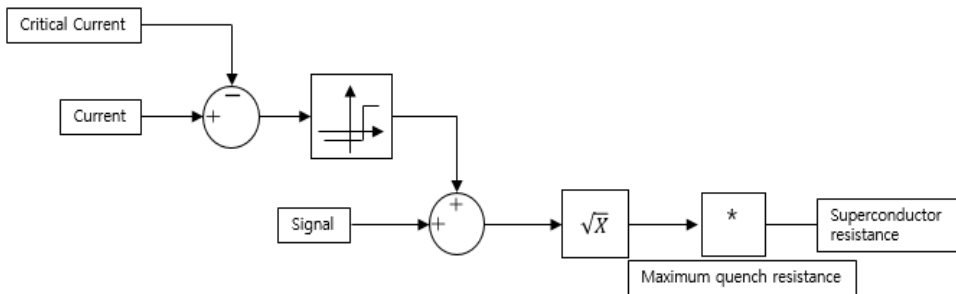 Critical Current
Current
−
+
Signal
+
+
√X
*
Superconductor
resistance
Maximum quench resistance